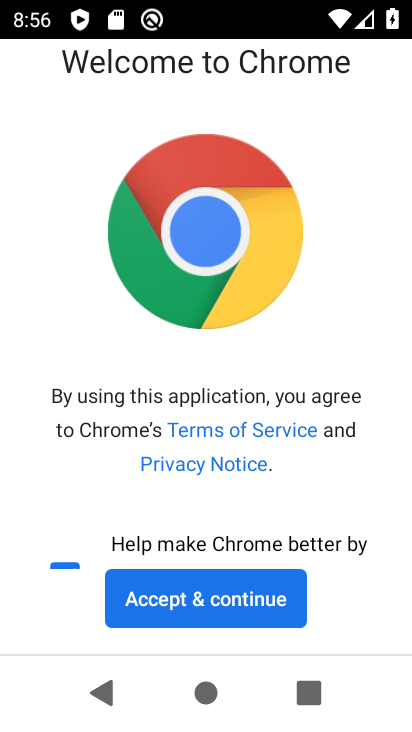 8:56
Welcome to Chrome
By using this application, you agree
to Chrome’s Terms of Service and
Privacy Notice.
Help make Chrome better by
Accept & continue